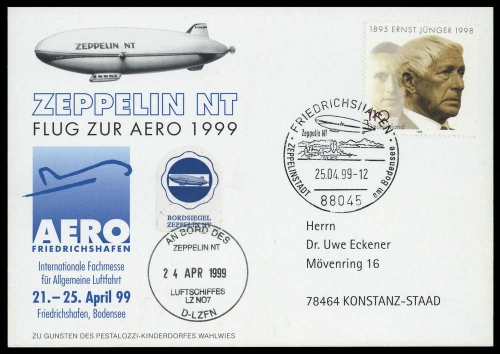 ZEPPELIN NT
ZEPPELIN NT
FLUG ZUR AERO 1999
AERO
FRIEDRICHSHAFEN
Internationale Fachmesse
für Allgemeine Luftfahrt
21.–25. April 99
Friedrichshafen, Bodensee
ZU GUNSTEN DES PESTALOZZI-KINDERDORFES WAHLWIES
BORDSIEGEL
ZEPPELIN NT
AN BORD DES
ZEPPELIN NT
24 APR 1999
LUFTSCHIFFES
LZ N07
D-LZFN
1895 ERNST JÜNGER 1998
FRIEDRICHSHAFEN
Zeppelin NT
25.04.99-12
ZEPPELINSTADT
am Bodensee
88045
Herrn
Dr. Uwe Eckener
Mövenring 16
78464 KONSTANZ-STAAD